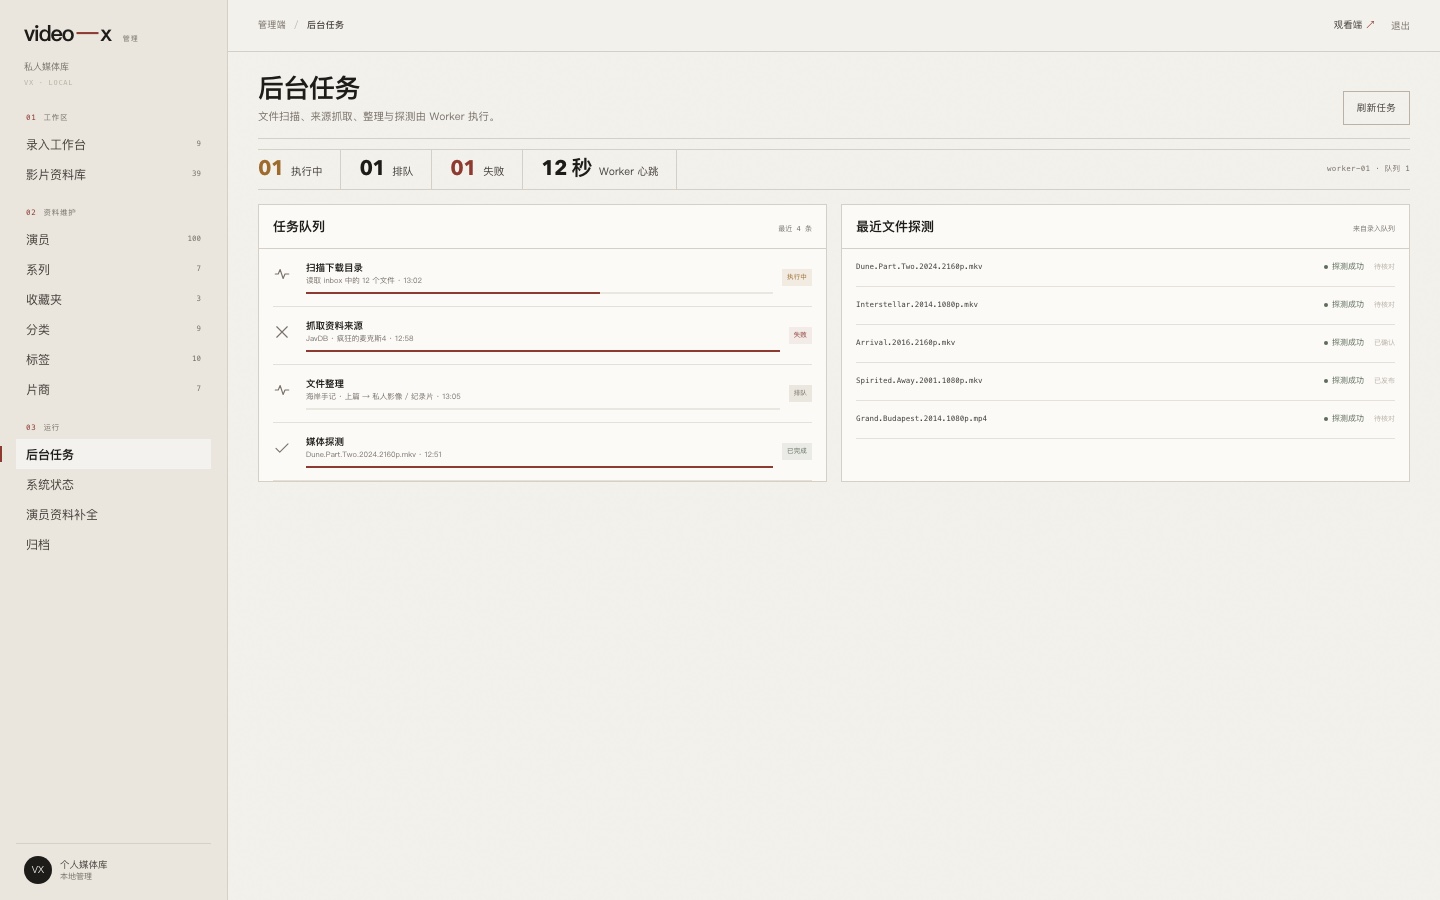 video—x 管理
私人媒体库
VX · LOCAL
01 工作区
录入工作台 9
影片资料库 39
02 资料维护
演员 100
系列 7
收藏夹 3
分类 9
标签 10
片商 7
03 运行
后台任务
系统状态
演员资料补全
归档
VX
个人媒体库
本地管理
管理端 / 后台任务
观看端 ↗ 退出
后台任务
文件扫描、来源抓取、整理与探测由 Worker 执行。
刷新任务
01 执行中
01 排队
01 失败
12 秒 Worker 心跳
worker-01 · 队列 1
任务队列 最近 4 条
扫描下载目录
读取 inbox 中的 12 个文件 · 13:02
执行中
抓取资料来源
JavDB · 疯狂的麦克斯4 · 12:58
失败
文件整理
海岸手记 · 上篇 → 私人影像 / 纪录片 · 13:05
排队
媒体探测
Dune.Part.Two.2024.2160p.mkv · 12:51
已完成
最近文件探测 来自录入队列
Dune.Part.Two.2024.2160p.mkv 探测成功 待核对
Interstellar.2014.1080p.mkv 探测成功 待核对
Arrival.2016.2160p.mkv 探测成功 已确认
Spirited.Away.2001.1080p.mkv 探测成功 已发布
Grand.Budapest.2014.1080p.mp4 探测成功 待核对